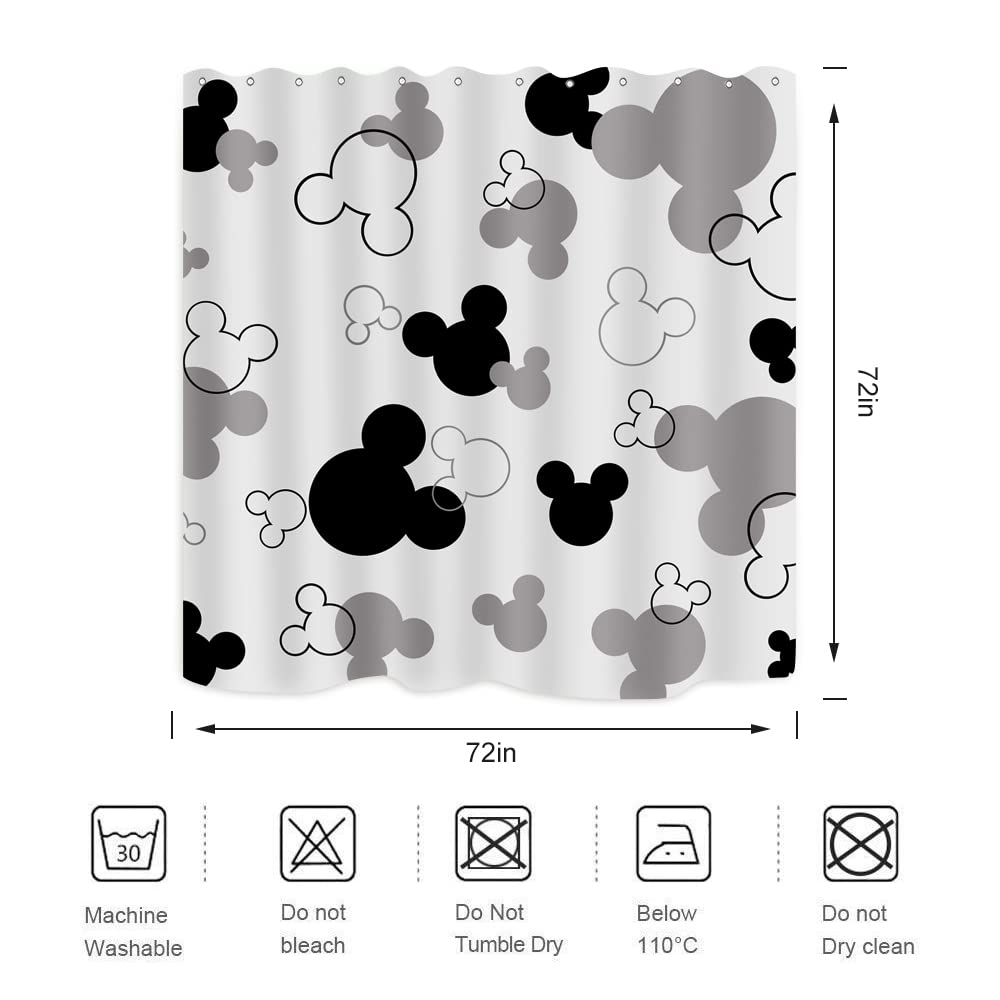 72in
72in
30
Machine
Washable
Do not
bleach
Do Not
Tumble Dry
Below
110°C
Do not
Dry clean